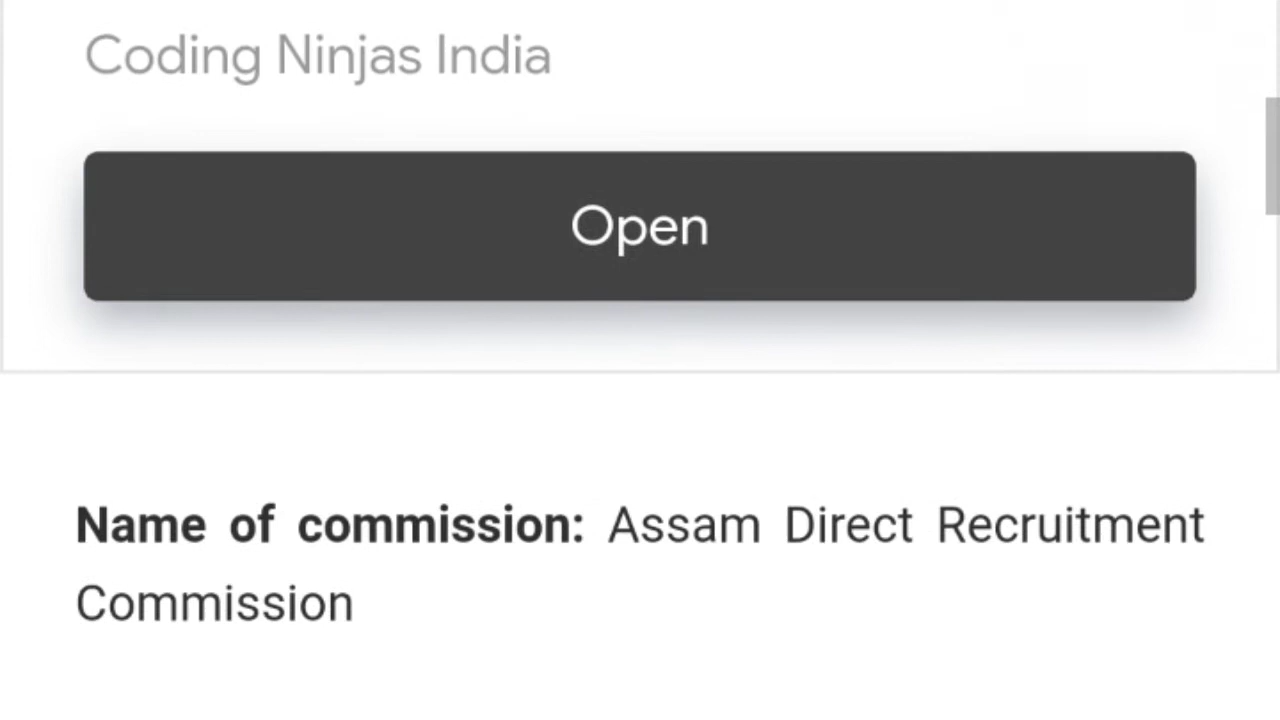 Coding Ninjas India
Open
Name of commission: Assam Direct Recruitment
Commission